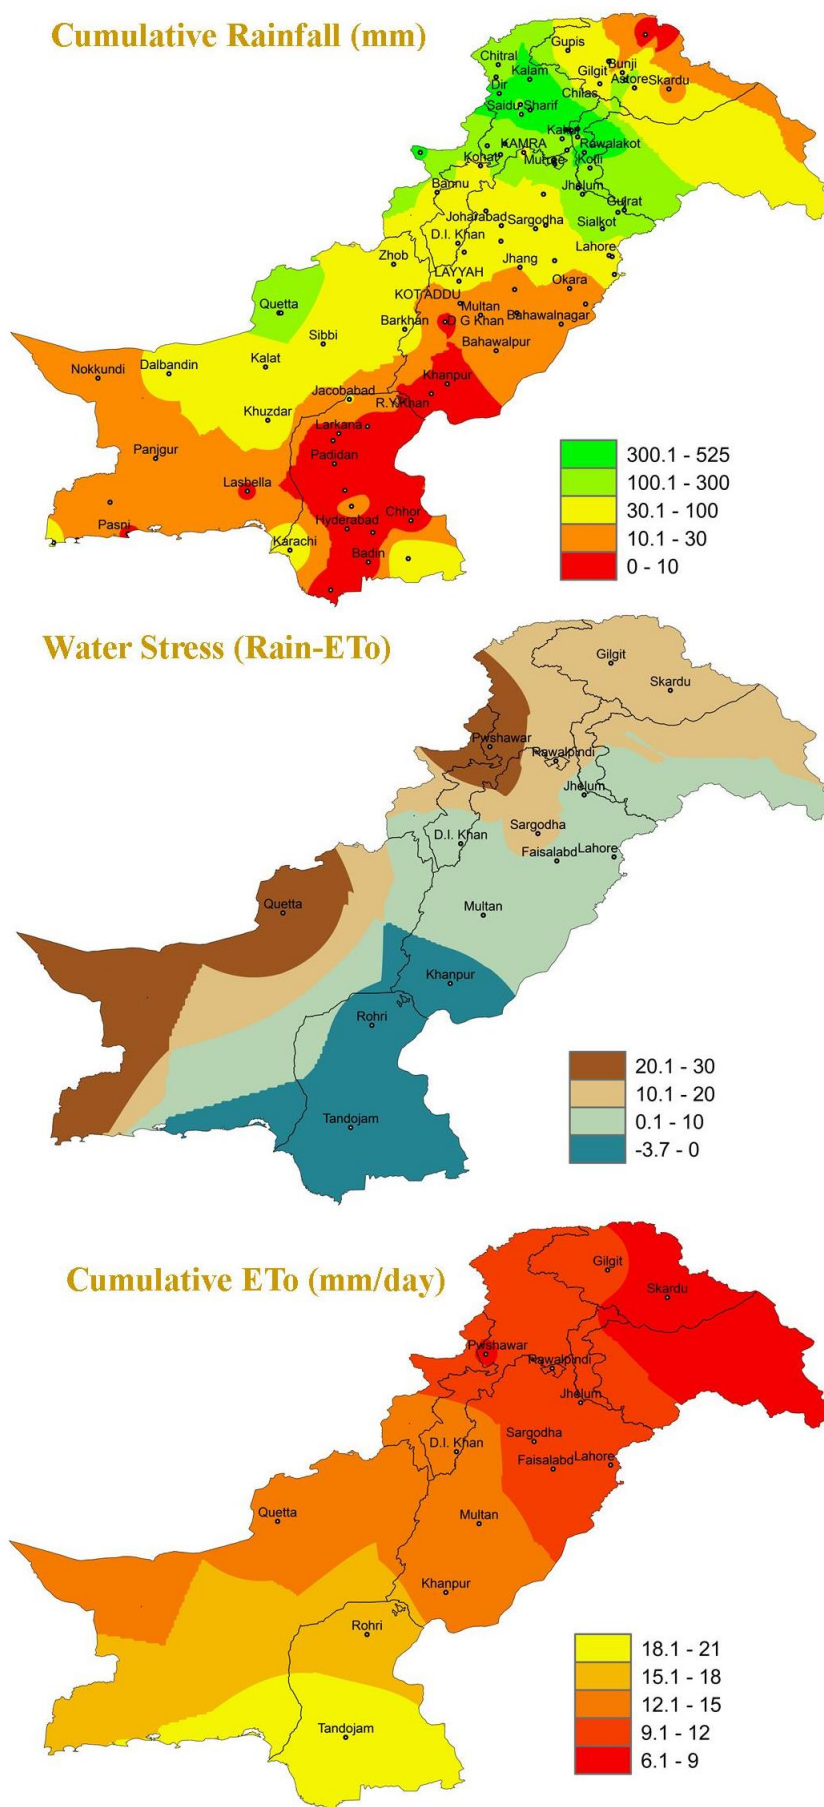 Cumulative Rainfall (mm)
Gupis
Chitral
Bunji
Kalam
Gilgit
Astore
Skardu
Dir
Chilas
Saidu Sharif
Kakul
KAMRA
Rawalakot
Kohat
Murree
Kotli
Bannu
Jhelum
Gujrat
Joharabad
Sargodha
Sialkot
D.I. Khan
Lahore
Zhob
Jhang
LAYYAH
Okara
KOT ADDU
Quetta
Multan
D G Khan
Bahawalnagar
Barkhan
Sibbi
Bahawalpur
Kalat
Dalbandin
Nokkundi
Khanpur
Jacobabad
R.Y.Khan
Khuzdar
Larkana
Panjgur
Padidan
Lasbella
Pasni
Hyderabad
Chhor
Karachi
Badin
300.1 - 525
100.1 - 300
30.1 - 100
10.1 - 30
0 - 10
Water Stress (Rain-ETo)
Gilgit
Skardu
Pwshawar
Rawalpindi
Jhelum
Sargodha
D.I. Khan
Faisalabd
Lahore
Quetta
Multan
Khanpur
Rohri
Tandojam
20.1 - 30
10.1 - 20
0.1 - 10
-3.7 - 0
Cumulative ETo (mm/day)
Gilgit
Skardu
Pwshawar
Rawalpindi
Jhelum
Sargodha
D.I. Khan
Faisalabd
Lahore
Quetta
Multan
Khanpur
Rohri
Tandojam
18.1 - 21
15.1 - 18
12.1 - 15
9.1 - 12
6.1 - 9